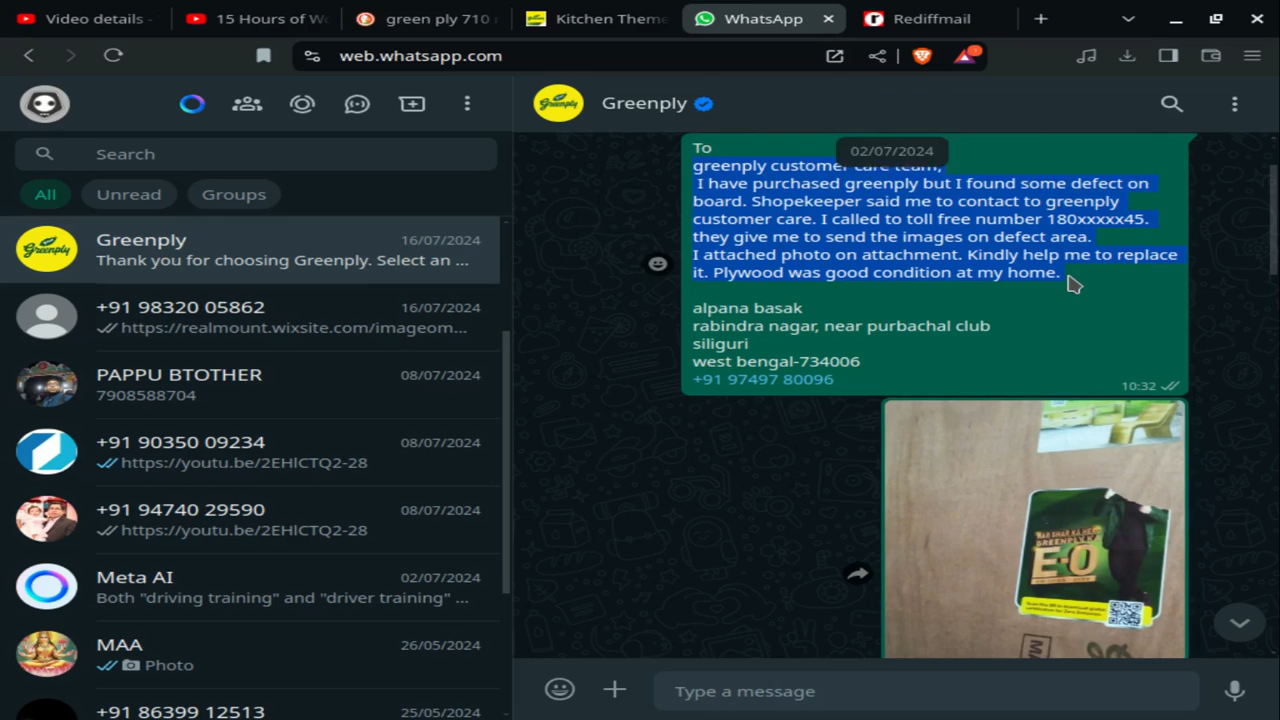 Video details -
15 Hours of Wo
green ply 710
Kitchen Theme
WhatsApp
Rediffmail
web.whatsapp.com
Greenply
Search
All
Unread
Groups
Greenply
16/07/2024
Thank you for choosing Greenply. Select an ...
+91 98320 05862
16/07/2024
https://realmount.wixsite.com/imageom...
PAPPU BTOTHER
08/07/2024
7908588704
+91 90350 09234
08/07/2024
https://youtu.be/2EHlCTQ2-28
+91 94740 29590
08/07/2024
https://youtu.be/2EHlCTQ2-28
Meta AI
02/07/2024
Both "driving training" and "driver training" ...
MAA
26/05/2024
Photo
+91 86399 12513
25/05/2024
02/07/2024
To
greenply customer care team,
I have purchased greenply but I found some defect on
board. Shopekeeper said me to contact to greenply
customer care. I called to toll free number 180xxxxx45.
they give me to send the images on defect area.
I attached photo on attachment. Kindly help me to replace
it. Plywood was good condition at my home.
alpana basak
rabindra nagar, near purbachal club
siliguri
west bengal-734006
+91 97497 80096
10:32
HAR GHAR KA HERO
GREENPLY KA
E-0
Type a message